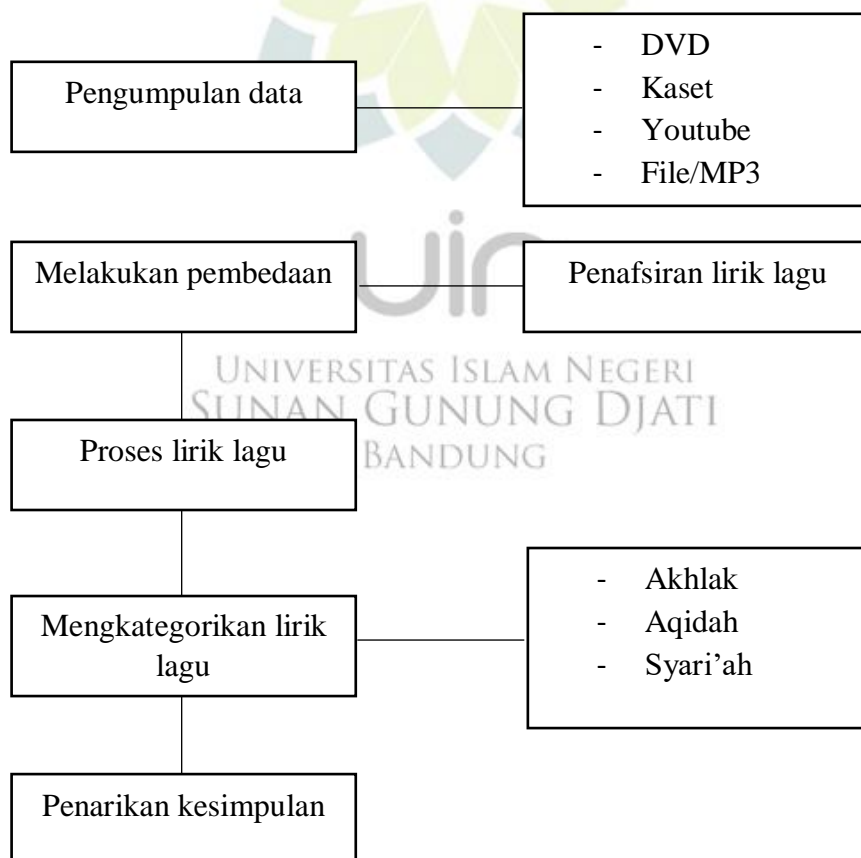 Pengumpulan data
- DVD
- Kaset
- Youtube
- File/MP3
Melakukan pembedaan
Penafsiran lirik lagu
uin
UNIVERSITAS ISLAM NEGERI
SUNAN GUNUNG DJATI
BANDUNG
Proses lirik lagu
Mengkategorikan lirik
lagu
- Akhlak
- Aqidah
- Syari’ah
Penarikan kesimpulan